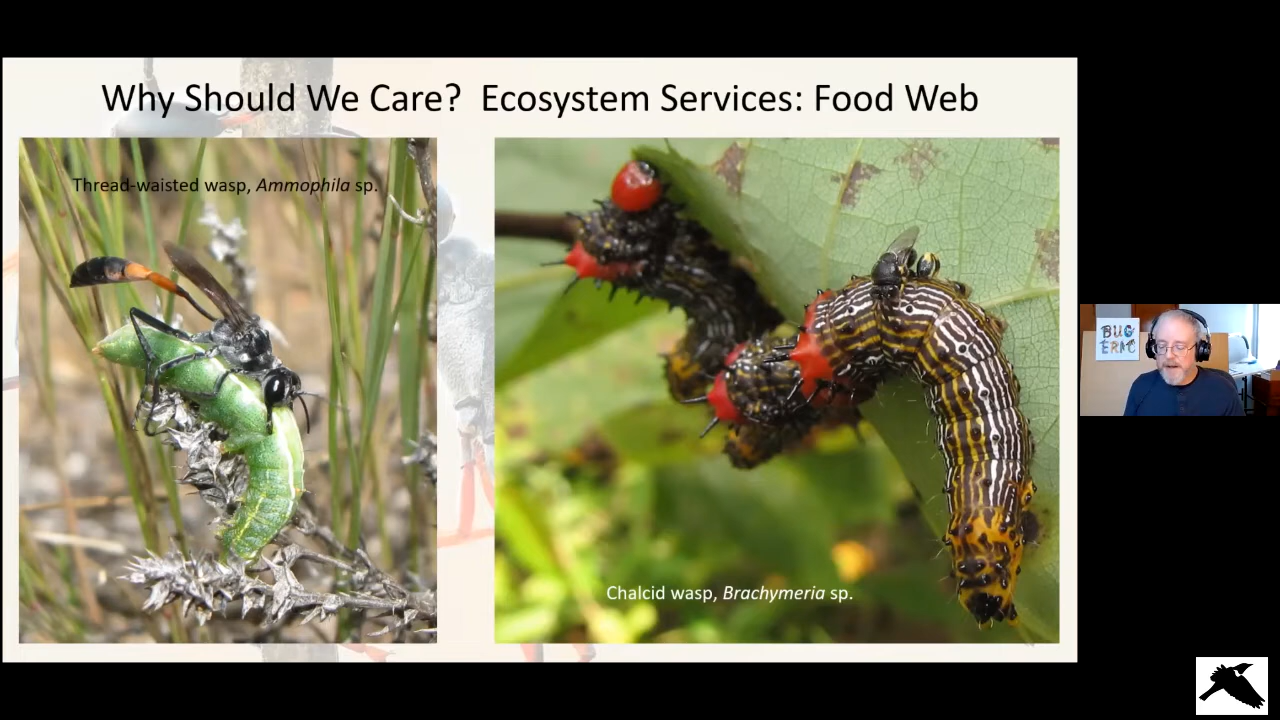 Why Should We Care?  Ecosystem Services: Food Web
Thread-waisted wasp, Ammophila sp.
Chalcid wasp, Brachymeria sp.
BUG
ERIC